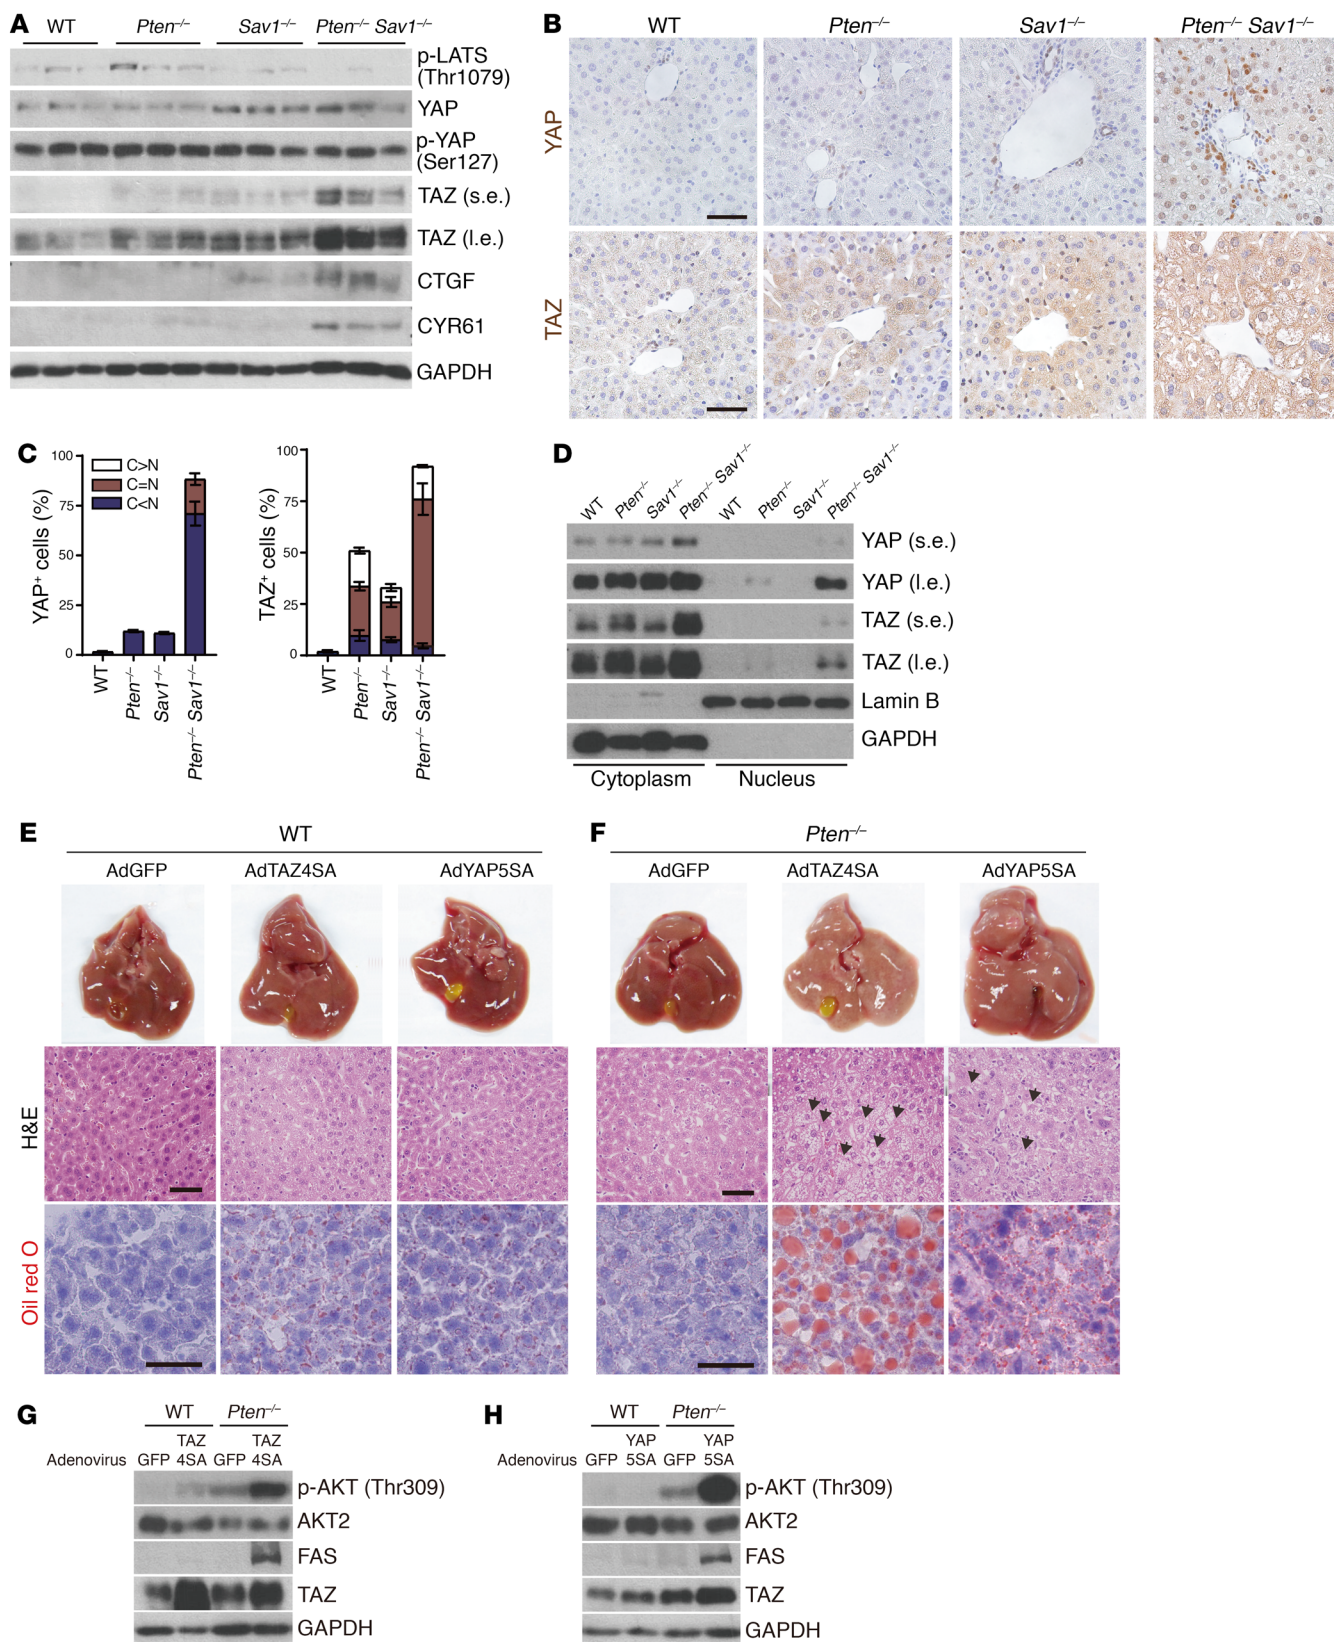 A
WT Pten–/– Sav1–/– Pten–/– Sav1–/–
p-LATS
(Thr1079)
YAP
p-YAP
(Ser127)
TAZ (s.e.)
TAZ (l.e.)
CTGF
CYR61
GAPDH
B
WT Pten–/– Sav1–/– Pten–/– Sav1–/–
YAP
TAZ
C
YAP+ cells (%)
100
75
50
25
0
C>N
C=N
C<N
WT
Pten–/–
Sav1–/–
Pten–/– Sav1–/–
TAZ+ cells (%)
100
75
50
25
0
WT
Pten–/–
Sav1–/–
Pten–/– Sav1–/–
D
WT Pten–/– Sav1–/– Pten–/– Sav1–/– WT Pten–/– Sav1–/– Pten–/– Sav1–/–
YAP (s.e.)
YAP (l.e.)
TAZ (s.e.)
TAZ (l.e.)
Lamin B
GAPDH
Cytoplasm Nucleus
E
WT
AdGFP AdTAZ4SA AdYAP5SA
H&E
Oil red O
F
Pten–/–
AdGFP AdTAZ4SA AdYAP5SA
G
WT Pten–/–
TAZ TAZ
Adenovirus GFP 4SA GFP 4SA
p-AKT (Thr309)
AKT2
FAS
TAZ
GAPDH
H
WT Pten–/–
YAP YAP
Adenovirus GFP 5SA GFP 5SA
p-AKT (Thr309)
AKT2
FAS
TAZ
GAPDH